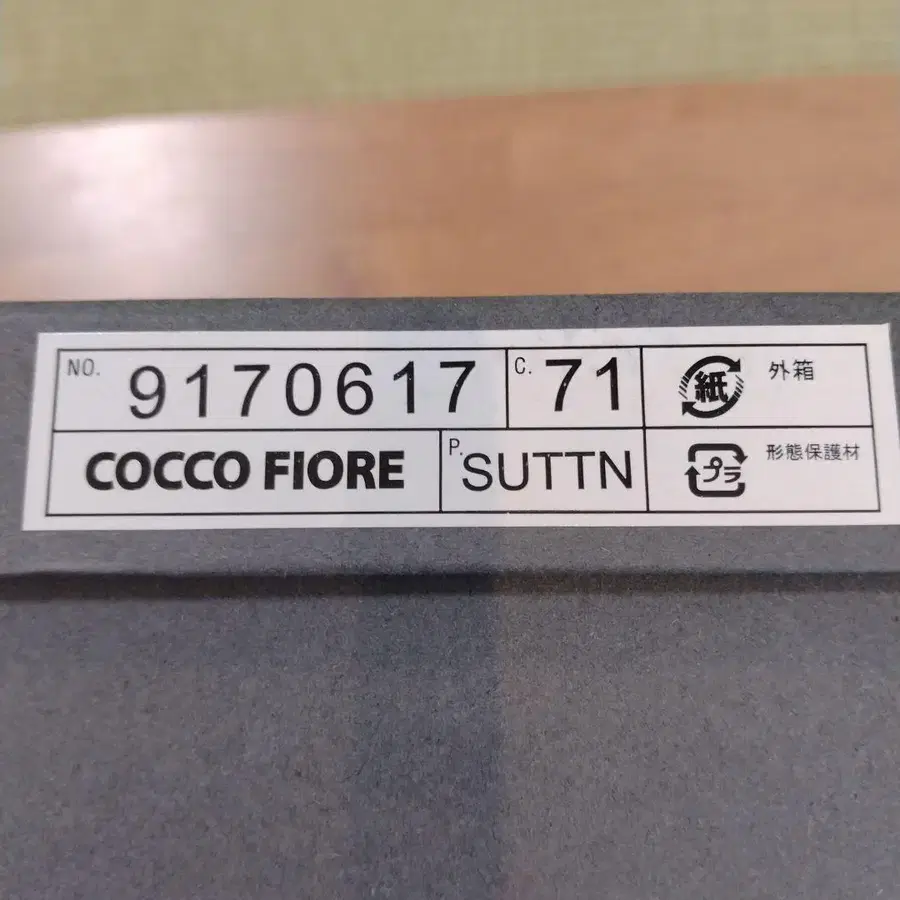 NO. 9170617 C. 71 紙 外箱
COCCO FIORE P. SUTTN プラ 形態保護材